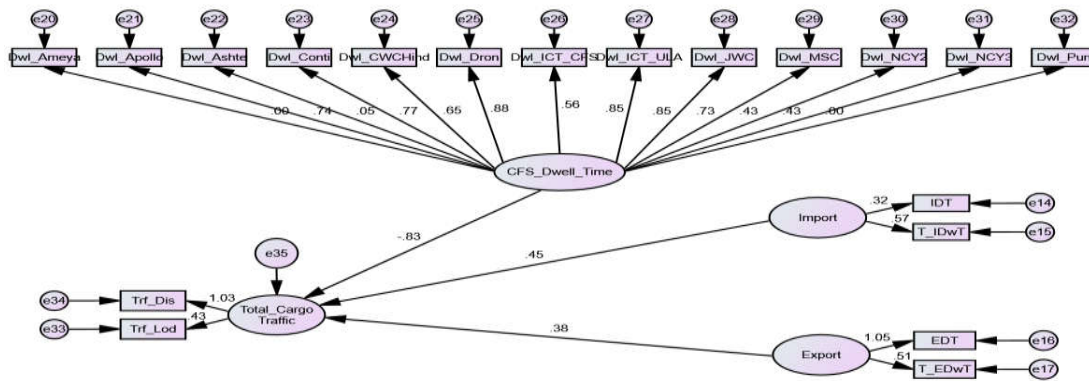 e20 e21 e22 e23 e24 e25 e26 e27 e28 e29 e30 e31 e32
Dwl_Ameya Dwl_Apollo Dwl_Ashte Dwl_Conti Dwl_CWCHind Dwl_Dron Dwl_ICT_CFS Dwl_ICT_ULA Dwl_JWC Dwl_MSC Dwl_NCY2 Dwl_NCY3 Dwl_Pun
.00 .74 .05 .77 .65 .88 .56 .85 .85 .73 .43 .43 .00
CFS_Dwell_Time
.32 IDT e14
Import
.57 T_IDwT e15
-.83
.45
e35
e34 Trf_Dis 1.03
Total_Cargo
Traffic
e33 Trf_Lod .43
.38
1.05 EDT e16
Export
.51 T_EDwT e17